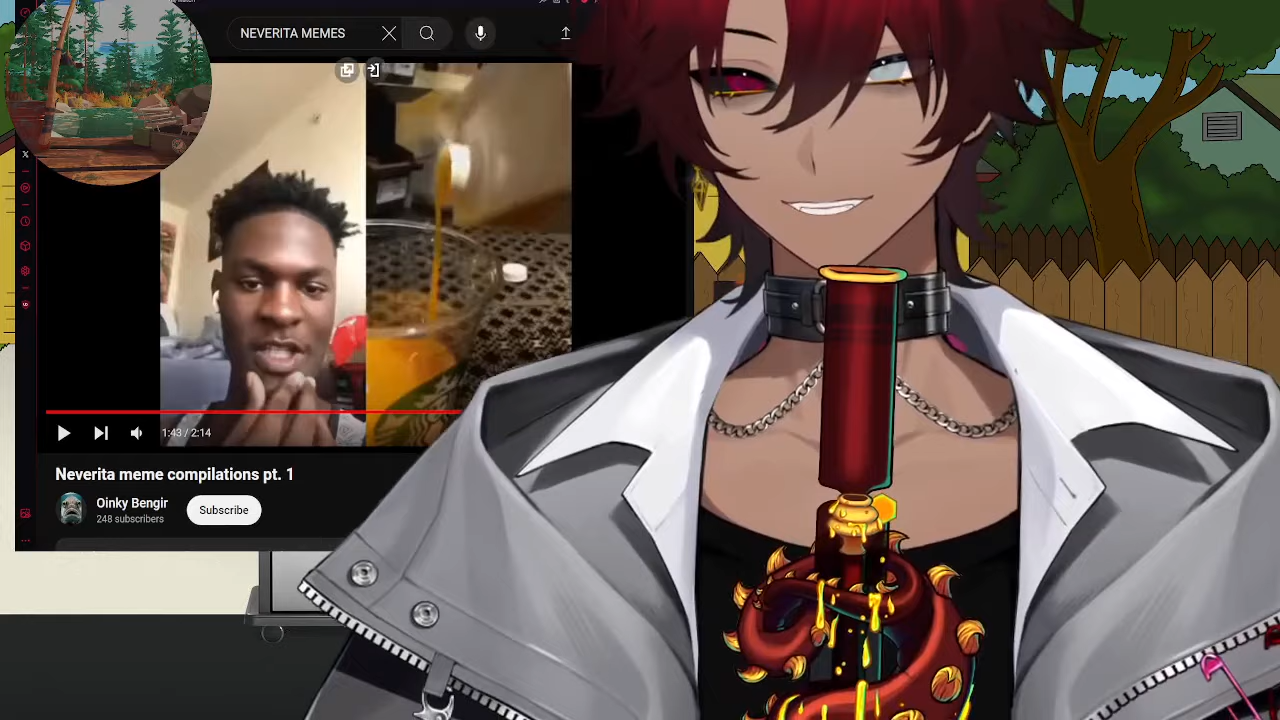 NEVERITA MEMES
1:43 / 2:14
Neverita meme compilations pt. 1
Oinky Bengir
248 subscribers
Subscribe